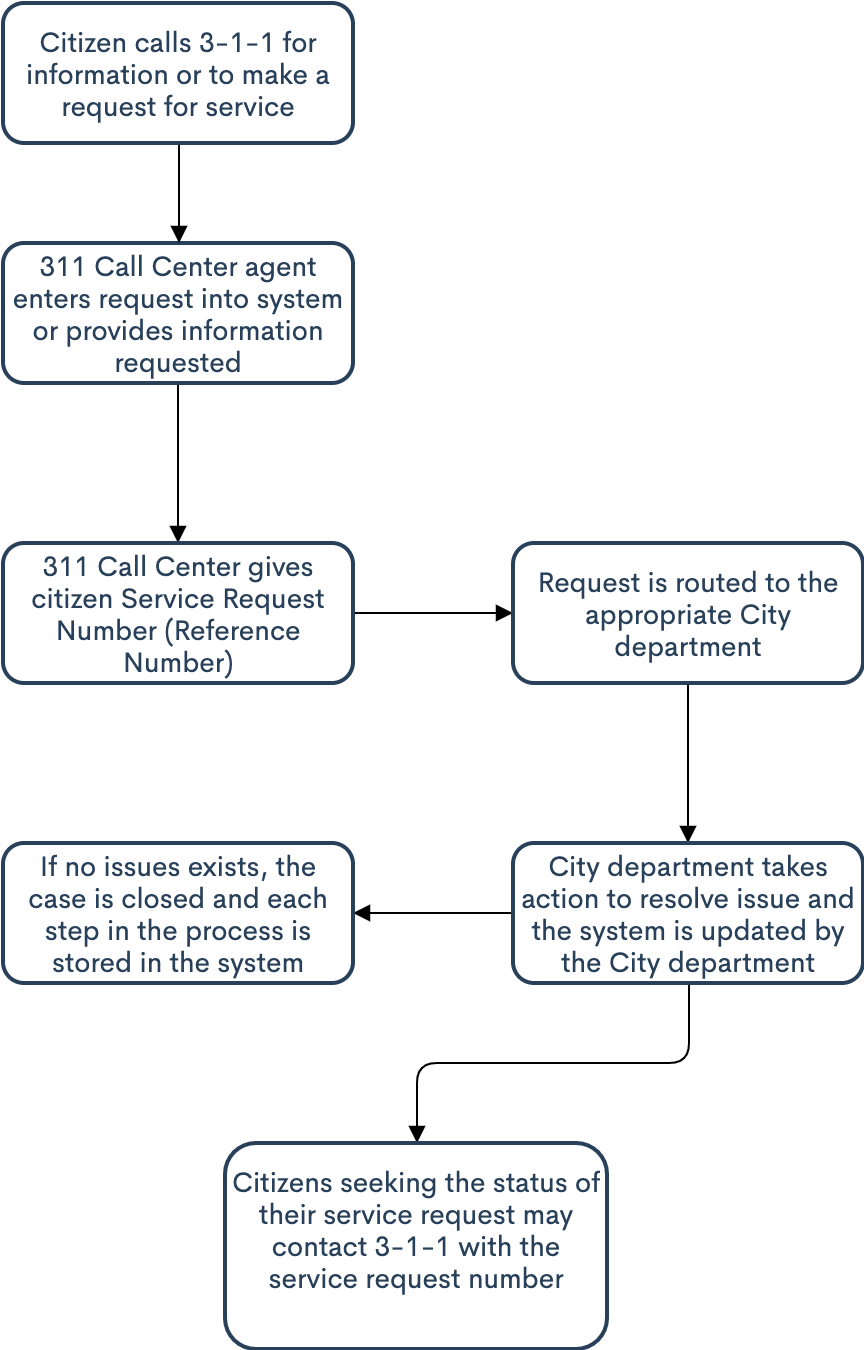 Citizen calls 3-1-1 for
information or to make a
request for service
311 Call Center agent
enters request into system
or provides information
requested
311 Call Center gives
citizen Service Request
Number (Reference
Number)
Request is routed to the
appropriate City
department
City department takes
action to resolve issue and
the system is updated by
the City department
If no issues exists, the
case is closed and each
step in the process is
stored in the system
Citizens seeking the status of
their service request may
contact 3-1-1 with the
service request number